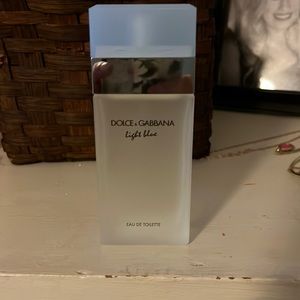 DOLCE & GABBANA
light blue
EAU DE TOILETTE